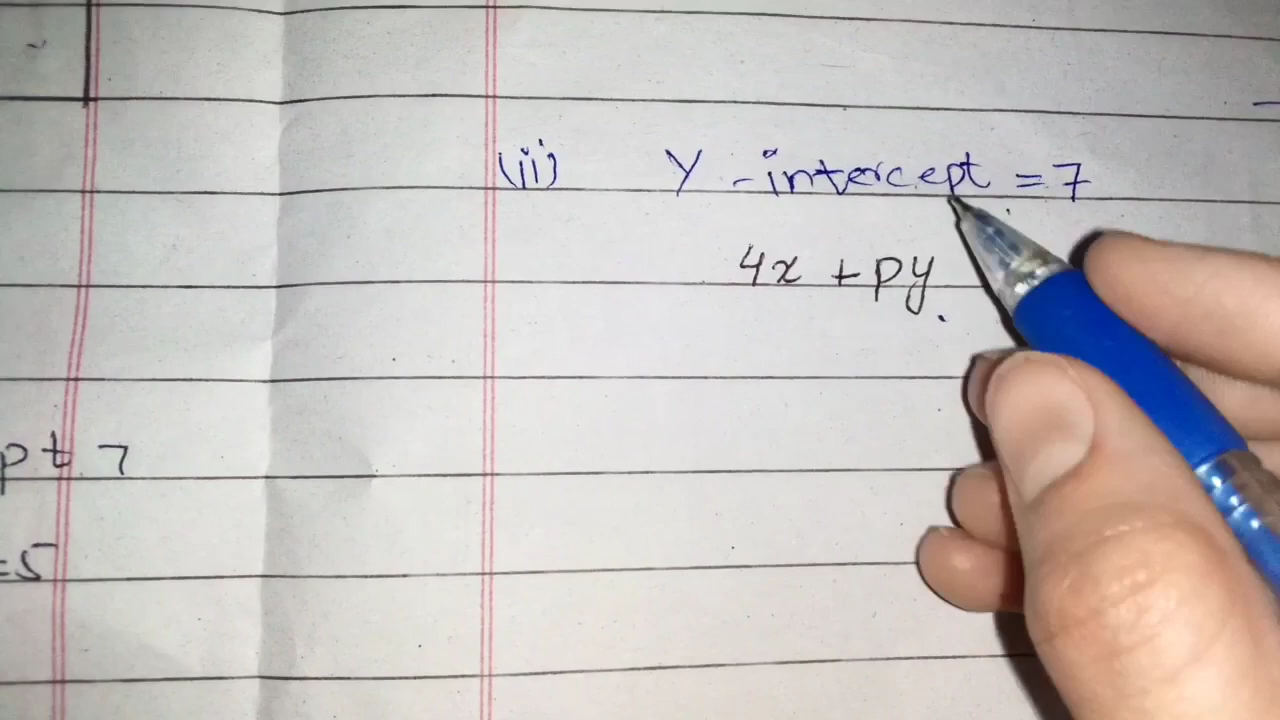 (ii) Y -intercept = 7
4x + py
pt 7
=5